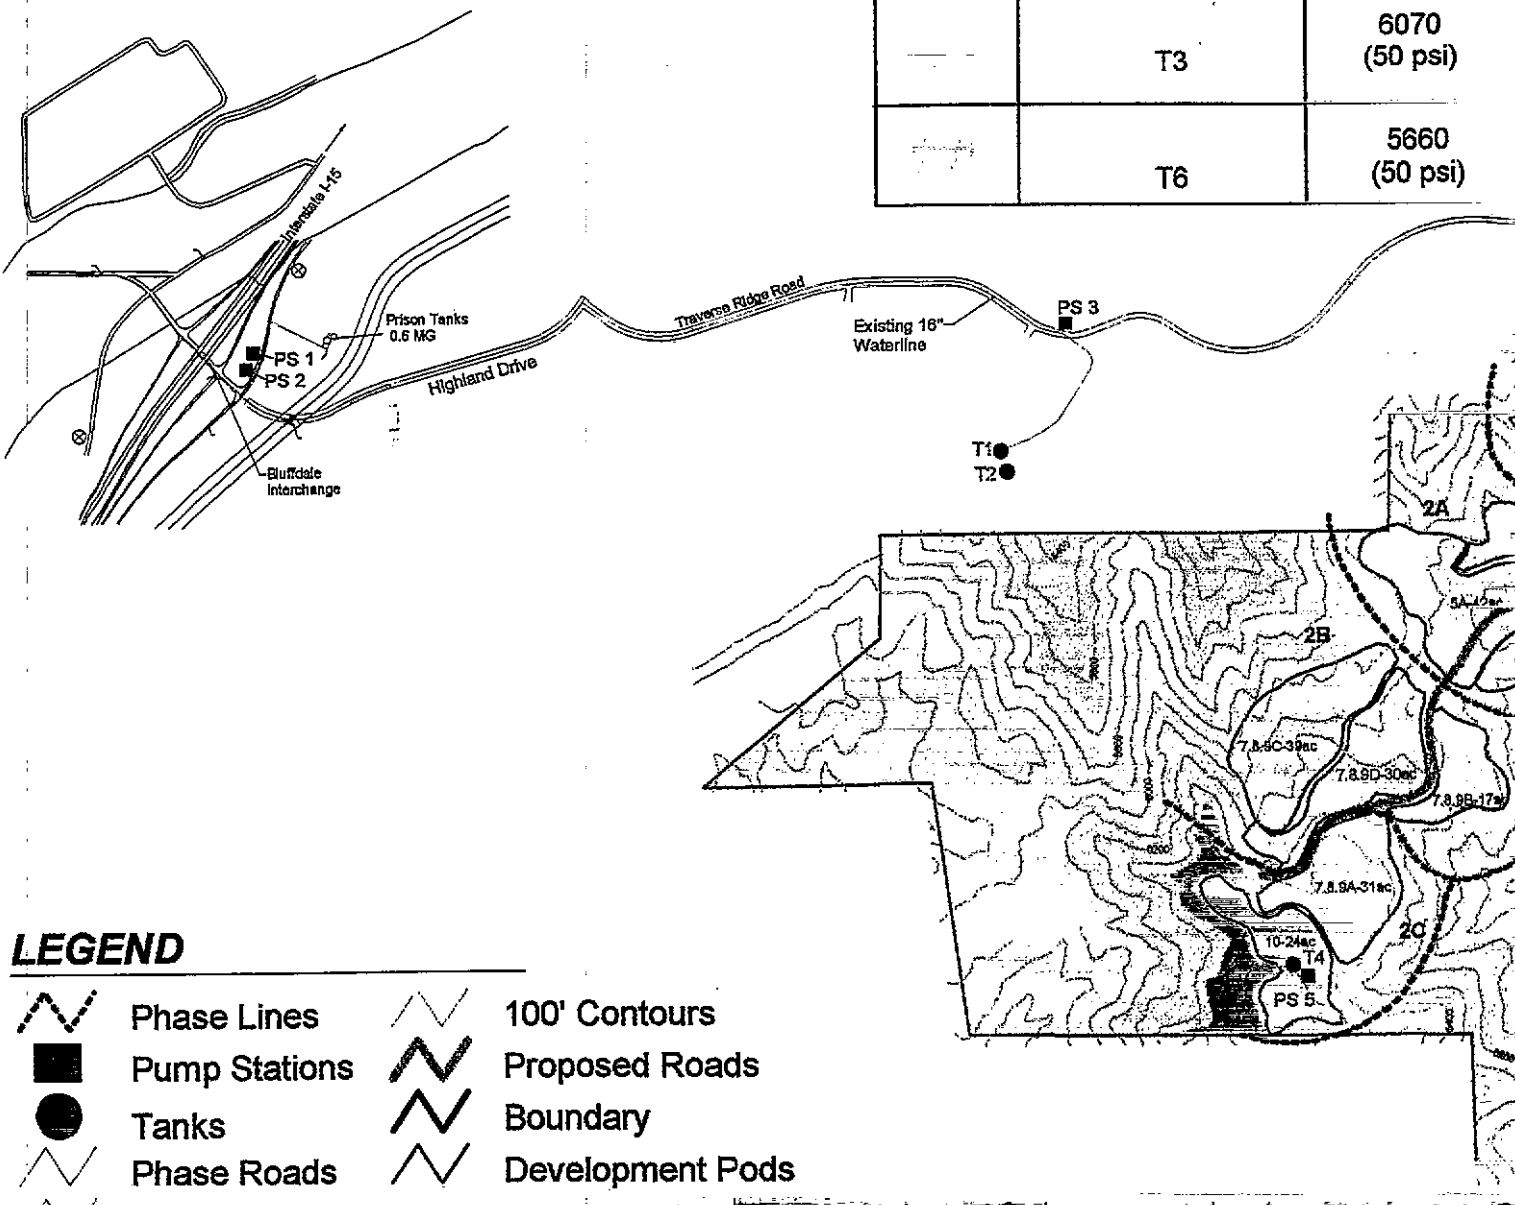 6070
T3
(50 psi)
5660
T6
(50 psi)
Interstate I-15
Prison Tanks
0.6 MG
PS 1
PS 2
Highland Drive
Traverse Ridge Road
Existing 16"
Waterline
PS 3
T1
T2
Bluffdale
Interchange
2A
2B
7,8,9C-39ac
7,8,9D-30ac
7,8,9A-31ac
6200
2C
10-24ac
T4
PS 5
LEGEND
Phase Lines
100' Contours
Pump Stations
Proposed Roads
Tanks
Boundary
Phase Roads
Development Pods